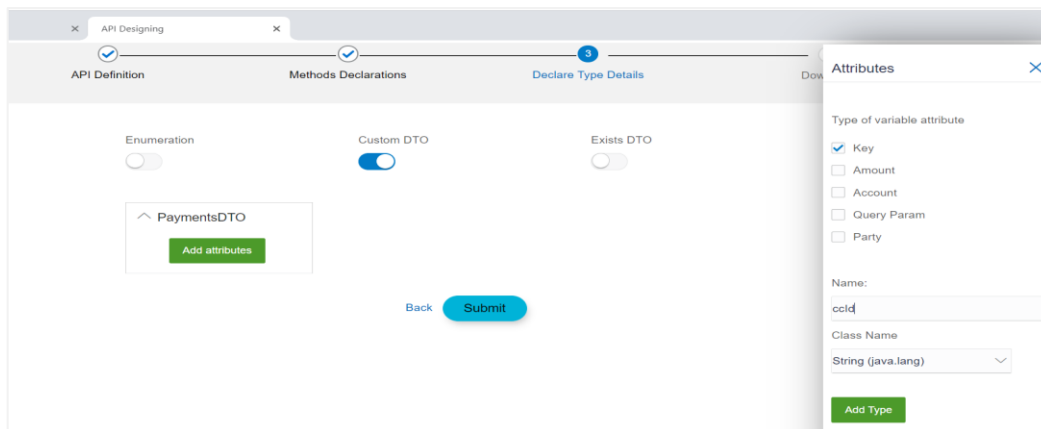 API Designing
3
API Definition
Methods Declarations
Declare Type Details
Dow
Enumeration
Custom DTO
Exists DTO
PaymentsDTO
Add attributes
Back
Submit
Attributes
Type of variable attribute
Key
Amount
Account
Query Param
Party
Name:
ccId
Class Name
String (java.lang)
Add Type